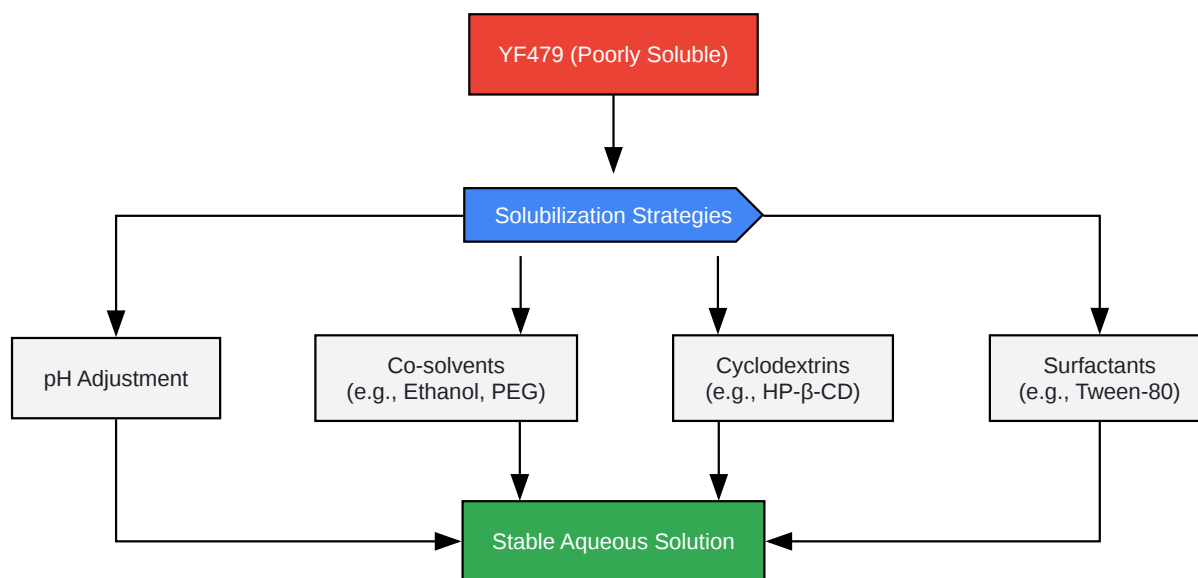 YF479 (Poorly Soluble)
Solubilization Strategies
pH Adjustment
Co-solvents
(e.g., Ethanol, PEG)
Cyclodextrins
(e.g., HP-β-CD)
Surfactants
(e.g., Tween-80)
Stable Aqueous Solution